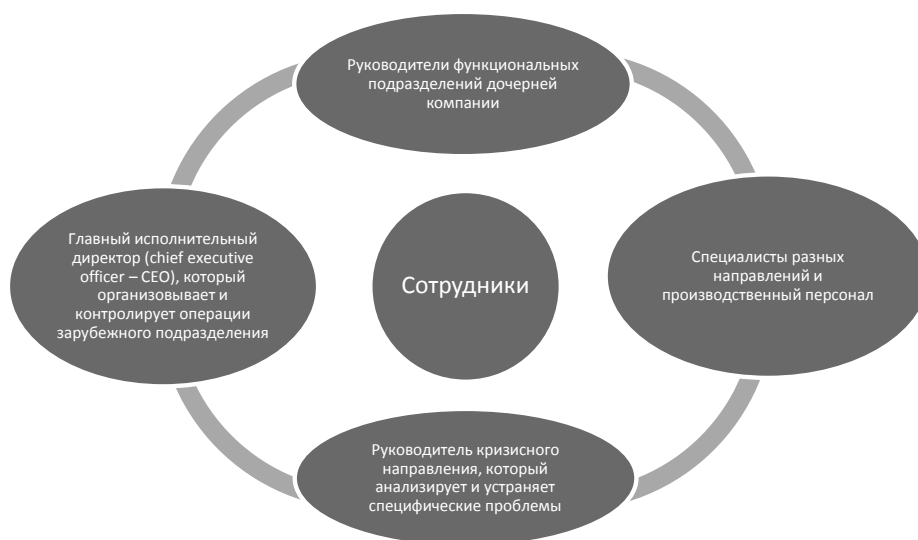 Руководители функциональных
подразделений дочерней
компании
Главный исполнительный
директор (chief executive
officer – CEO), который
организовывает и
контролирует операции
зарубежного подразделения
Сотрудники
Специалисты разных
направлений и
производственный персонал
Руководитель кризисного
направления, который
анализирует и устраняет
специфические проблемы